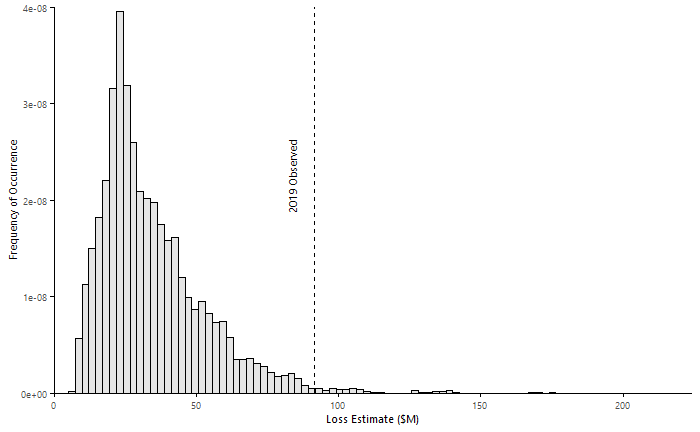 4e-08
3e-08
2e-08
1e-08
0e+00
Frequency of Occurrence
2019 Observed
0
50
100
150
200
Loss Estimate ($M)